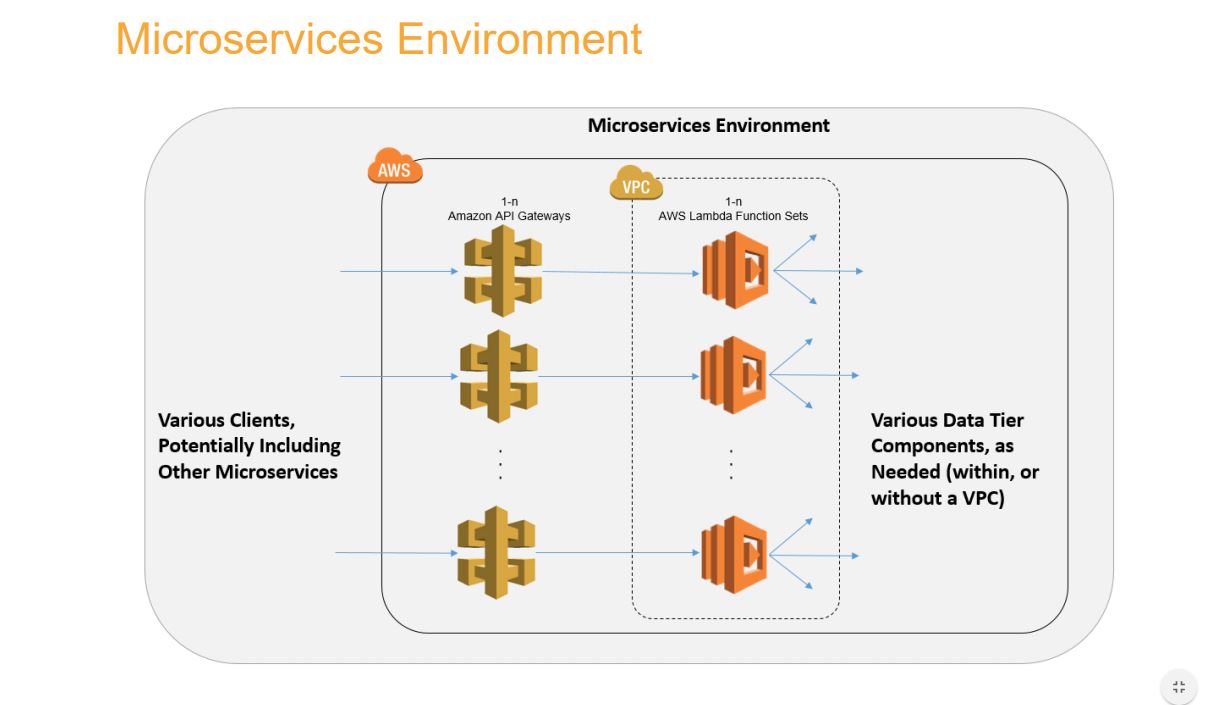 Microservices Environment
Microservices Environment
AWS
VPC
1-n
Amazon API Gateways
1-n
AWS Lambda Function Sets
Various Clients,
Potentially Including
Other Microservices
Various Data Tier
Components, as
Needed (within, or
without a VPC)